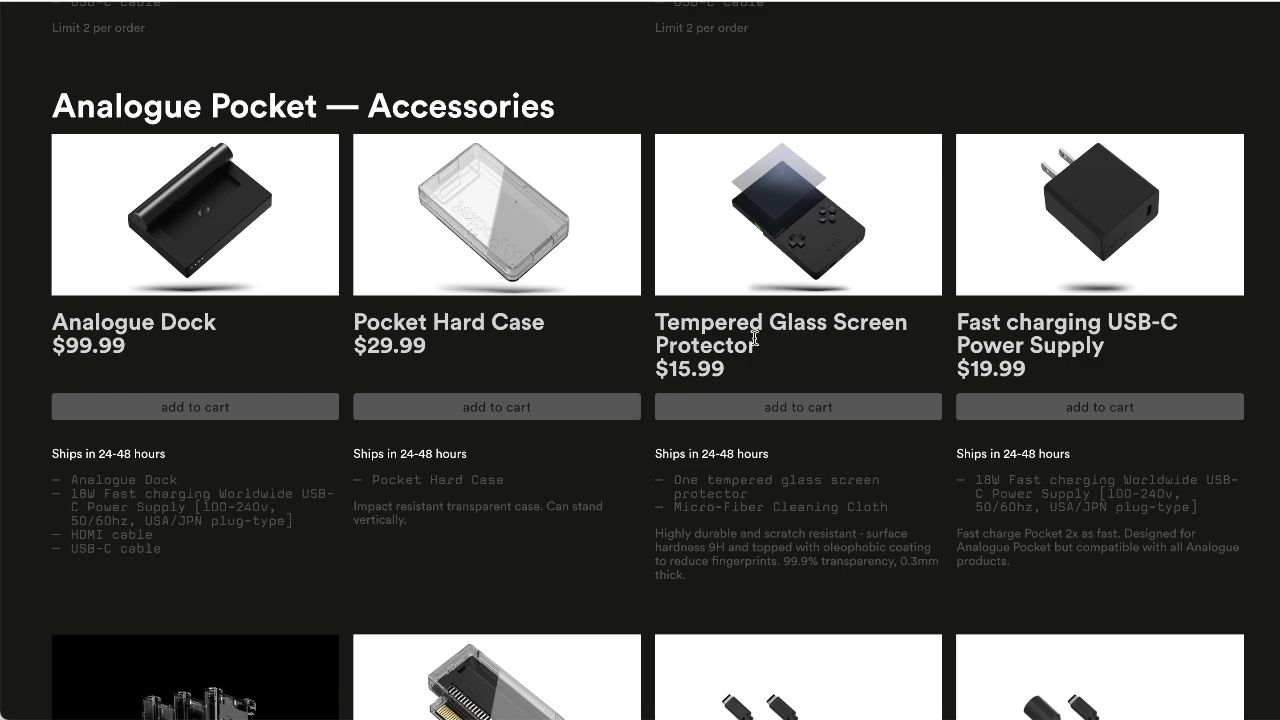 – USB-C cable
– USB-C cable
Limit 2 per order
Limit 2 per order
Analogue Pocket — Accessories
Analogue Dock
$99.99
add to cart
Ships in 24-48 hours
– Analogue Dock
– 18W Fast charging Worldwide USB-
C Power Supply [100-240v,
50/60hz, USA/JPN plug-type]
– HDMI cable
– USB-C cable
Pocket Hard Case
$29.99
add to cart
Ships in 24-48 hours
– Pocket Hard Case
Impact resistant transparent case. Can stand
vertically.
Tempered Glass Screen
Protector
$15.99
add to cart
Ships in 24-48 hours
– One tempered glass screen
protector
– Micro-Fiber Cleaning Cloth
Highly durable and scratch resistant - surface
hardness 9H and topped with oleophobic coating
to reduce fingerprints. 99.9% transparency, 0.3mm
thick.
Fast charging USB-C
Power Supply
$19.99
add to cart
Ships in 24-48 hours
– 18W Fast charging Worldwide USB-
C Power Supply [100-240v,
50/60hz, USA/JPN plug-type]
Fast charge Pocket 2x as fast. Designed for
Analogue Pocket but compatible with all Analogue
products.